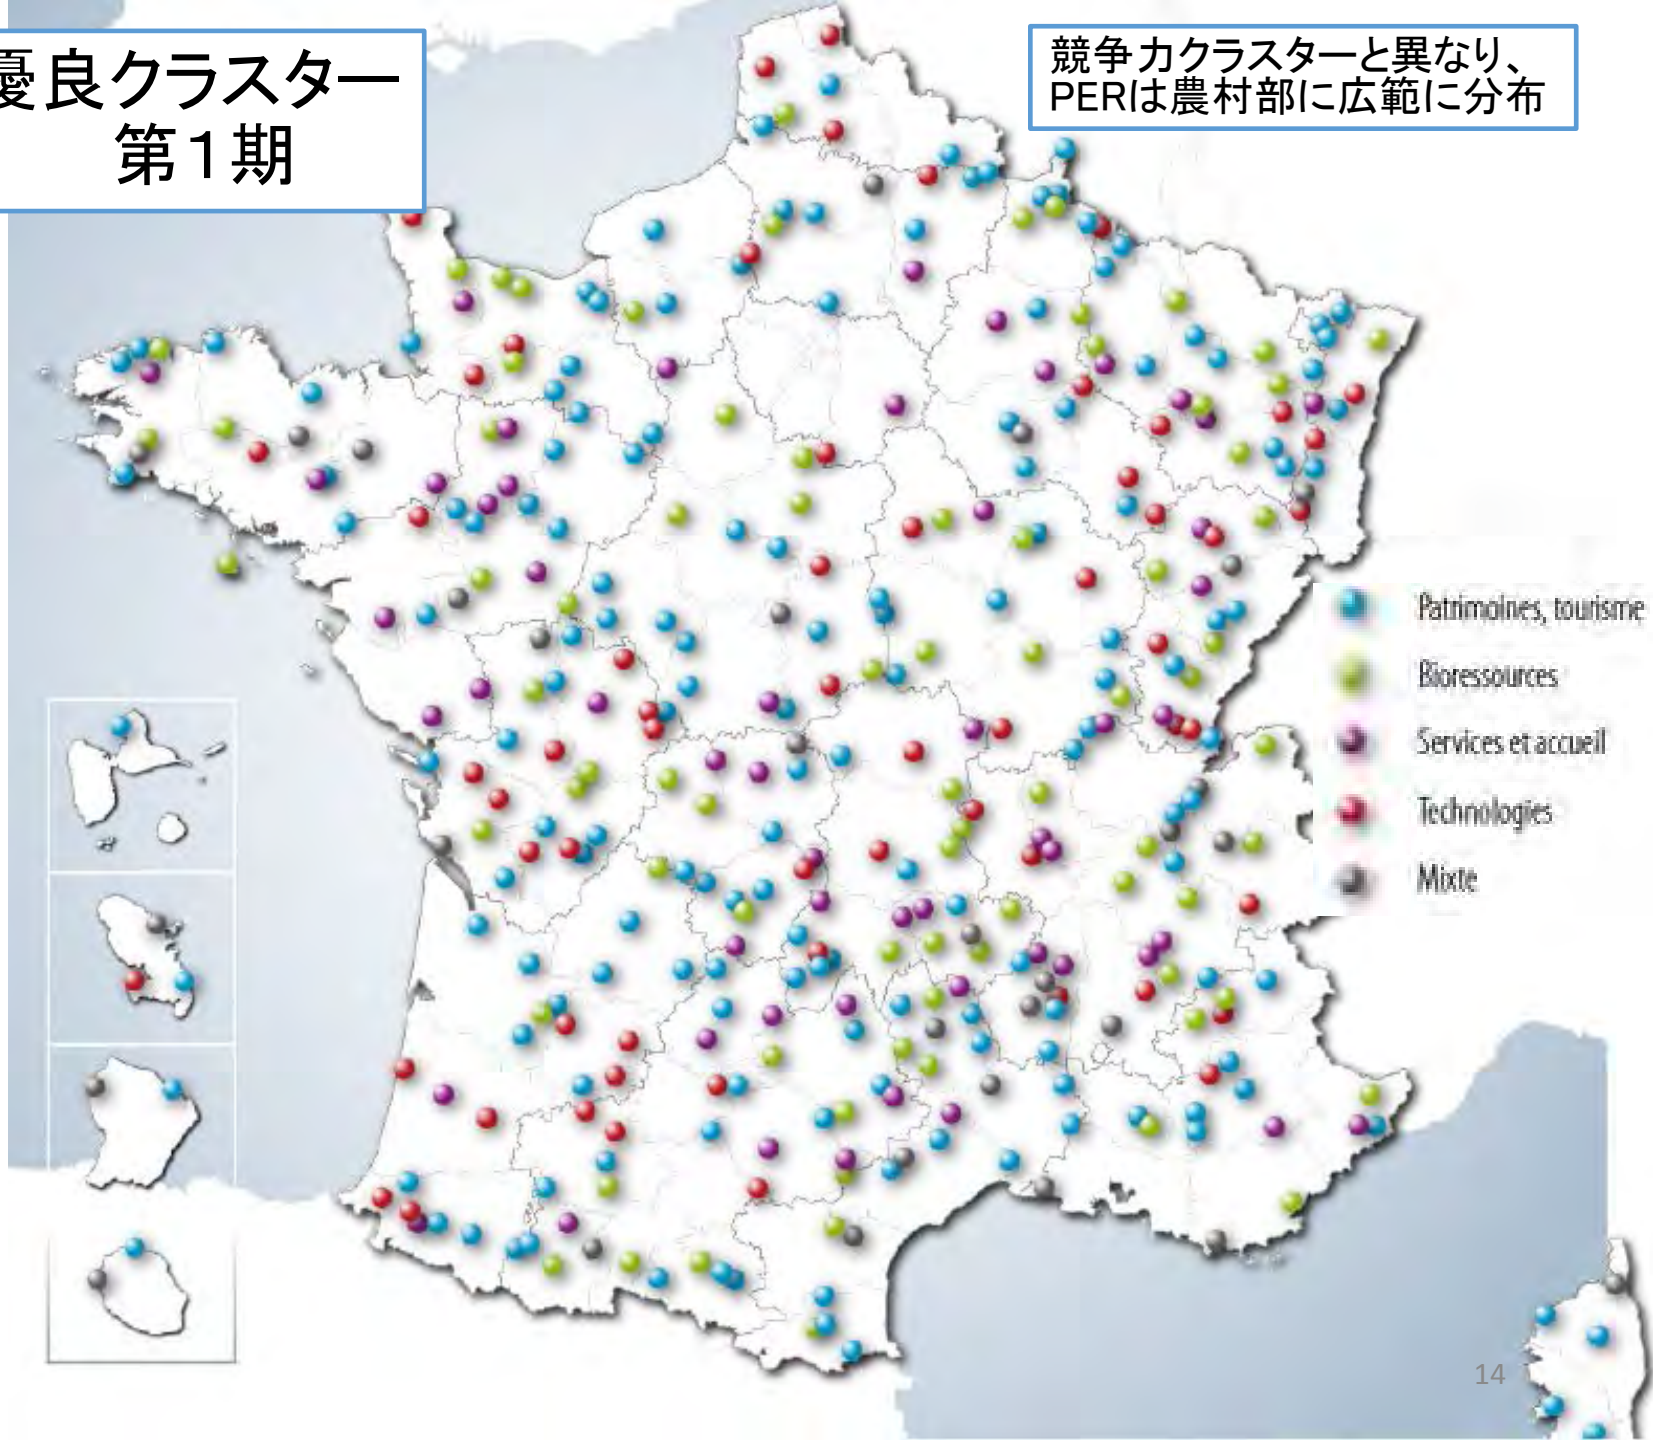 優良クラスター
第１期
競争力クラスターと異なり、
PERは農村部に広範に分布
Patrimoines, tourisme
Bioressources
Services et accueil
Technologies
Mixte
14